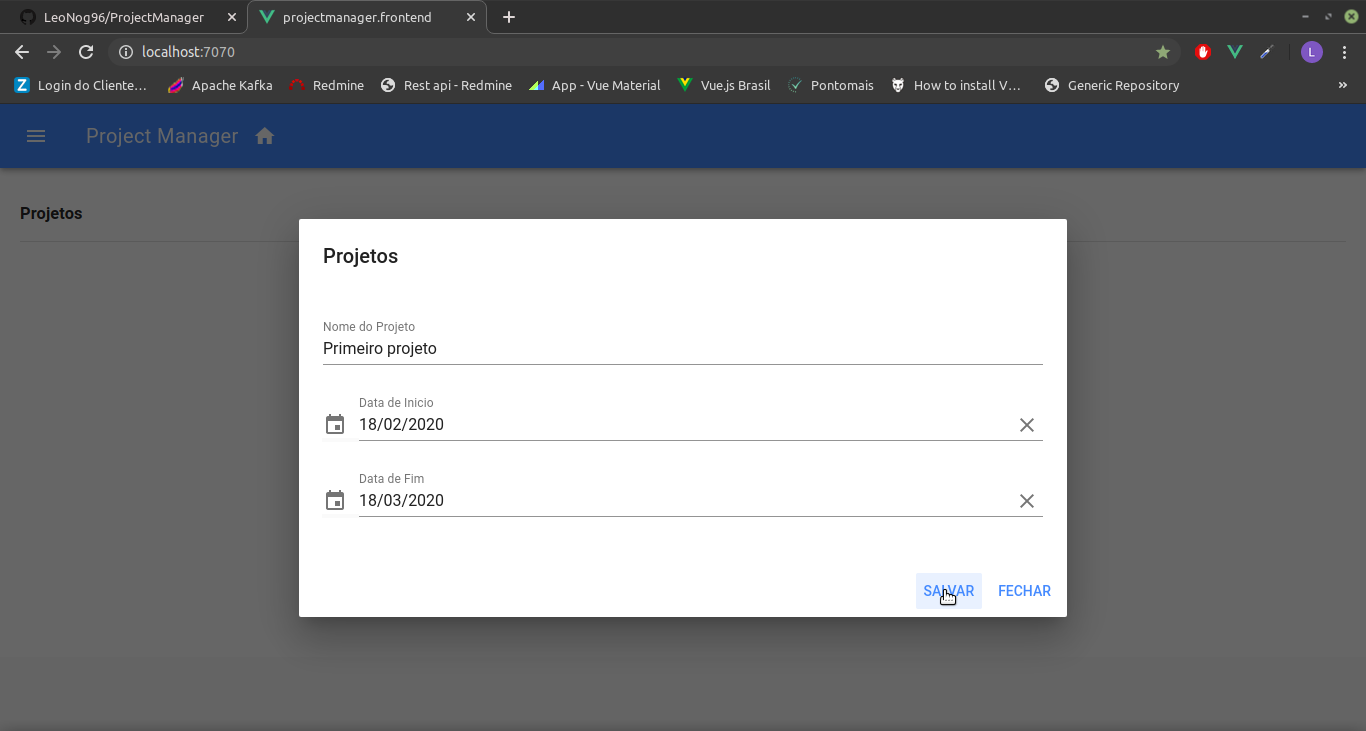 LeoNog96/ProjectManager
projectmanager.frontend
localhost:7070
L
Login do Cliente...
Apache Kafka
Redmine
Rest api - Redmine
App - Vue Material
Vue.js Brasil
Pontomais
How to install V...
Generic Repository
Project Manager
Projetos
Projetos
Nome do Projeto
Primeiro projeto
Data de Inicio
18/02/2020
Data de Fim
18/03/2020
SALVAR
FECHAR